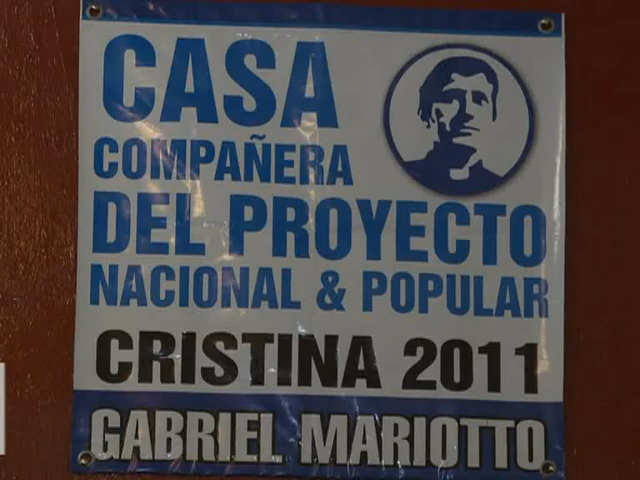 CASA
COMPAÑERA
DEL PROYECTO
NACIONAL & POPULAR
CRISTINA 2011
GABRIEL MARIOTTO